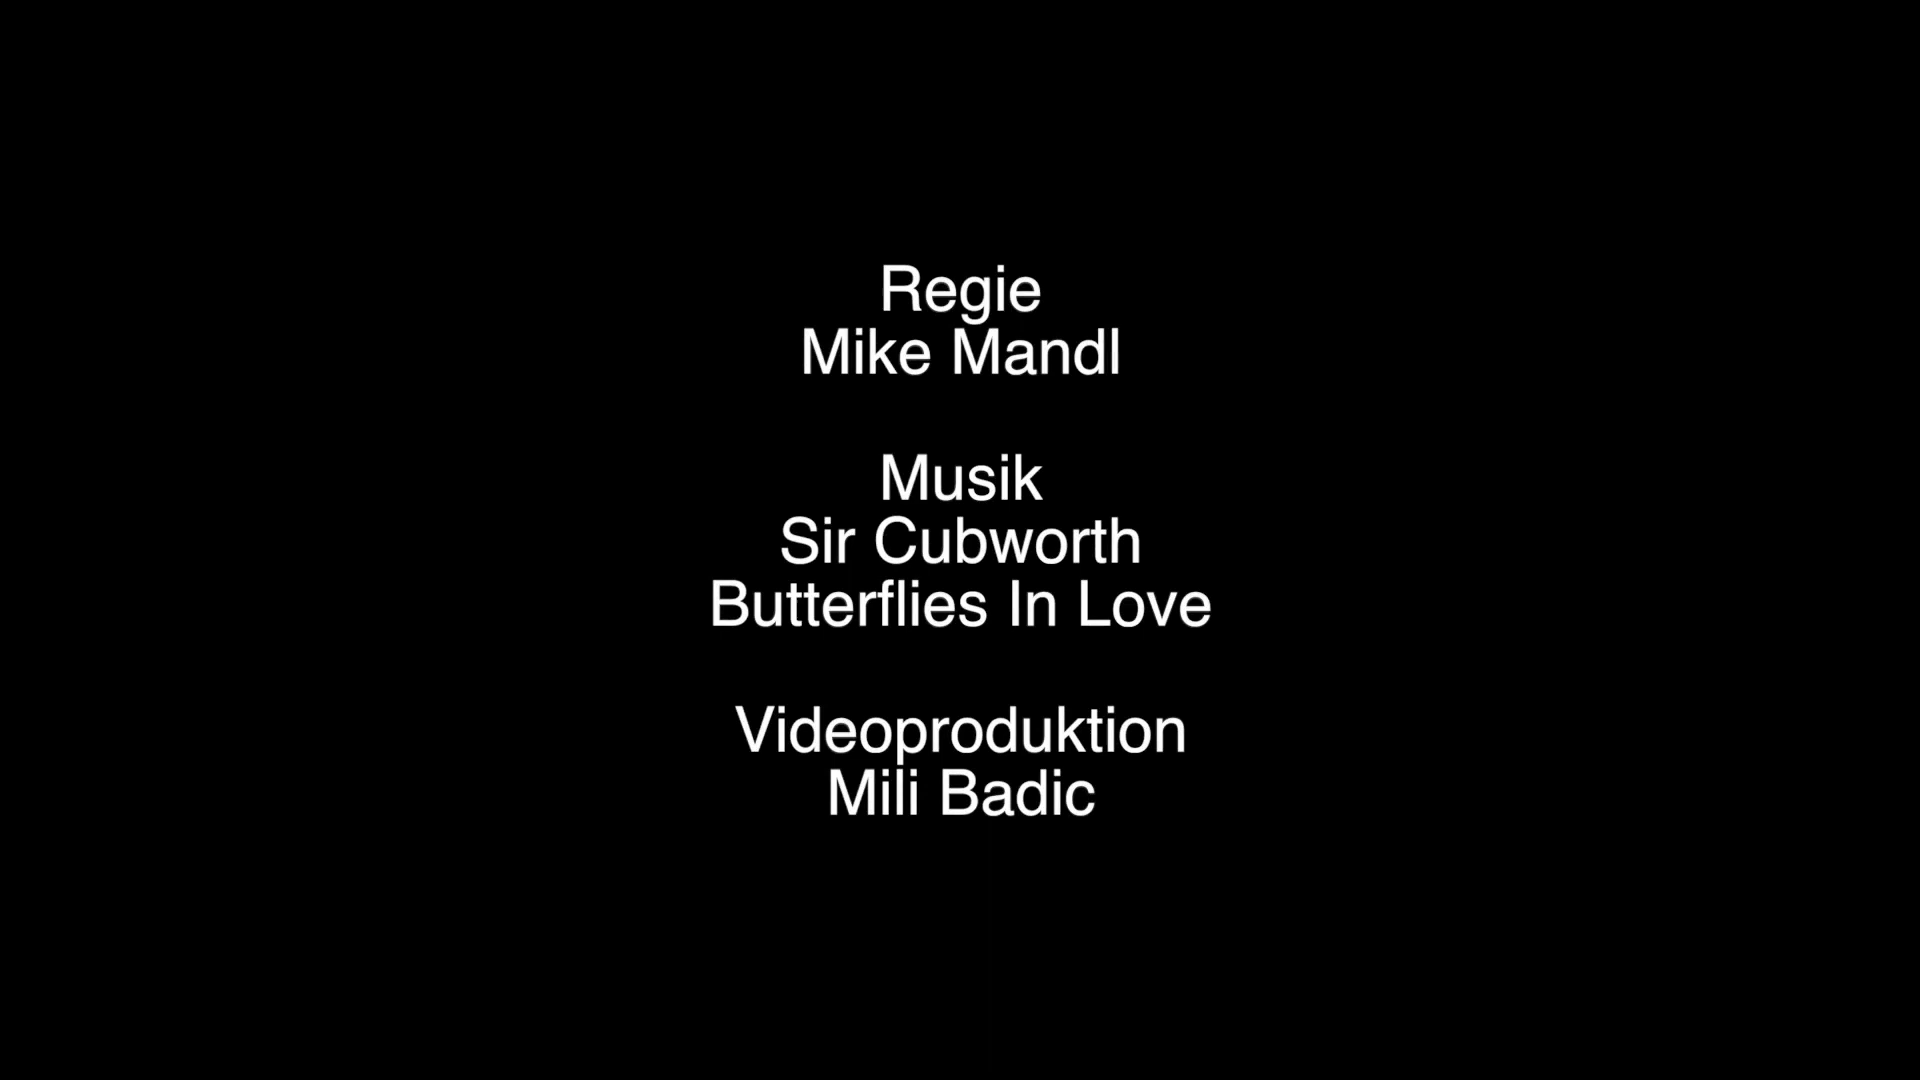 Regie
Mike Mandl
Musik
Sir Cubworth
Butterflies In Love
Videoproduktion
Mili Badic